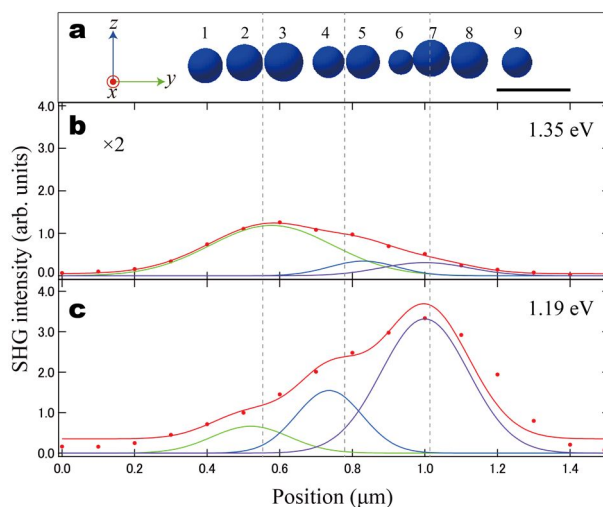 a
z
x
y
1 2 3 4 5 6 7 8 9
4.0
b
×2
1.35 eV
3.0
2.0
1.0
0.0
4.0
c
1.19 eV
3.0
2.0
1.0
0.0
SHG intensity (arb. units)
0.0 0.2 0.4 0.6 0.8 1.0 1.2 1.4
Position (μm)